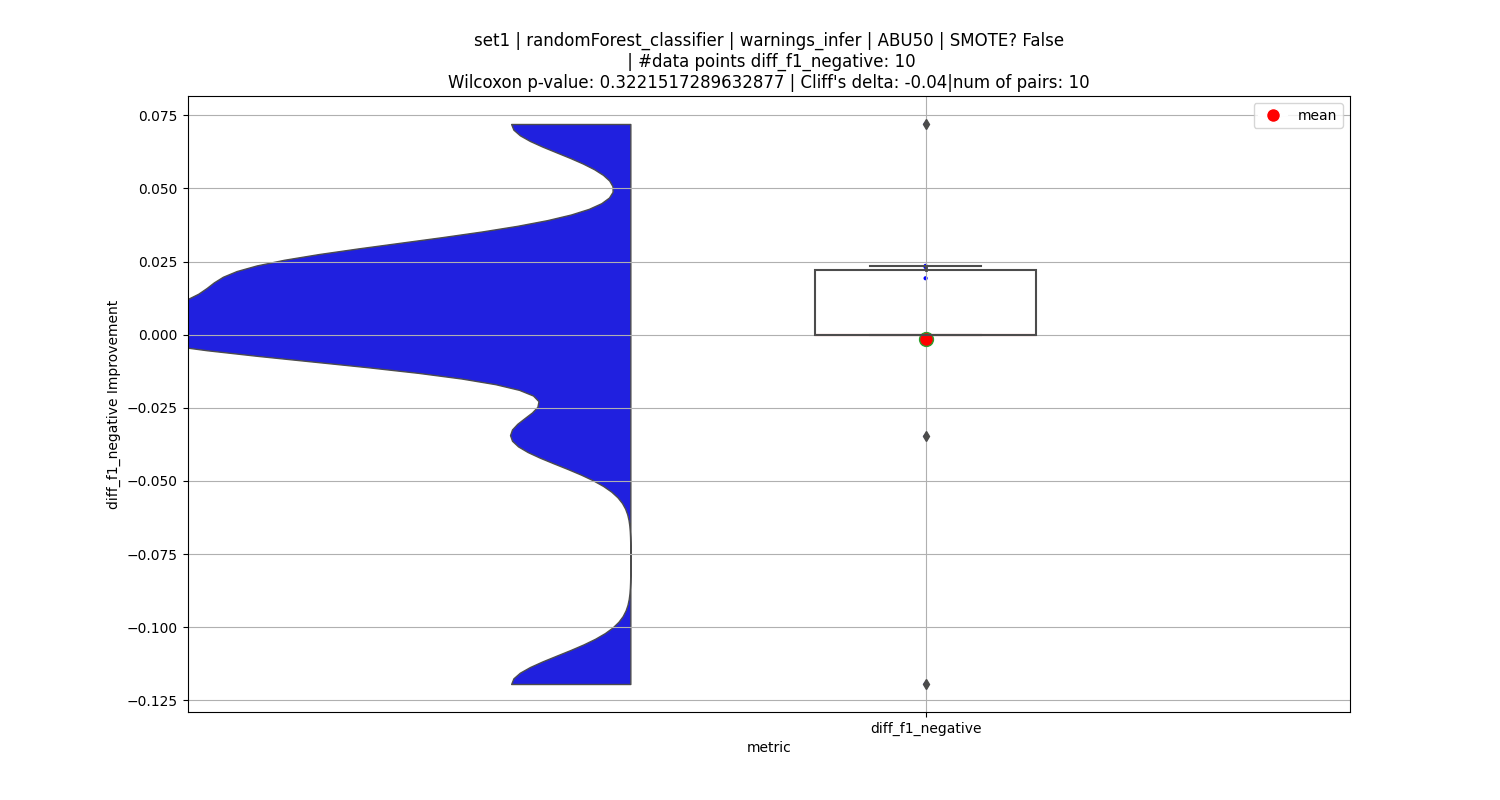 set1 | randomForest_classifier | warnings_infer | ABU50 | SMOTE? False
| #data points diff_f1_negative: 10
Wilcoxon p-value: 0.3221517289632877 | Cliff's delta: -0.04|num of pairs: 10
mean
0.075
0.050
0.025
0.000
−0.025
−0.050
−0.075
−0.100
−0.125
diff_f1_negative Improvement
diff_f1_negative
metric